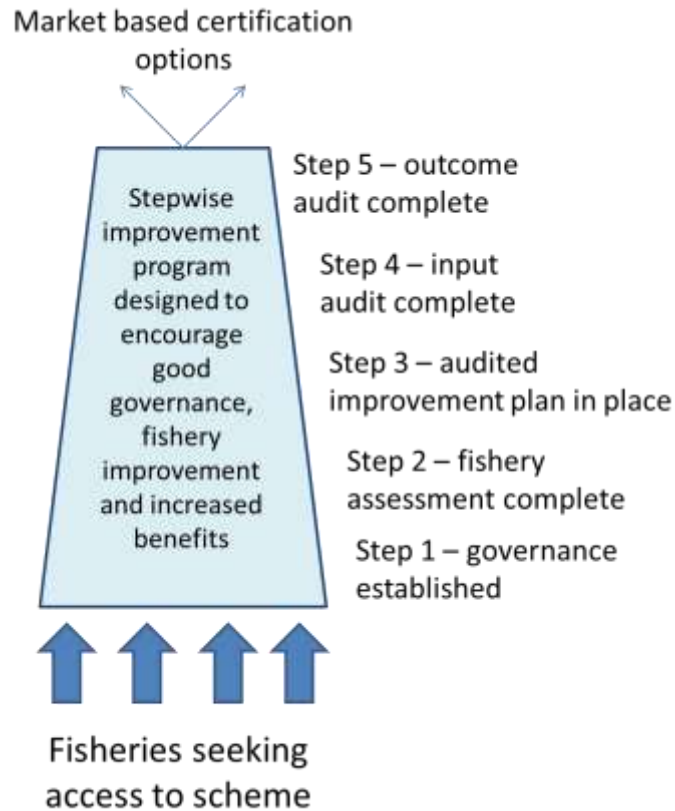 Market based certification
options
Stepwise
improvement
program
designed to
encourage
good
governance,
fishery
improvement
and increased
benefits
Step 5 – outcome
audit complete
Step 4 – input
audit complete
Step 3 – audited
improvement plan in place
Step 2 – fishery
assessment complete
Step 1 – governance
established
Fisheries seeking
access to scheme